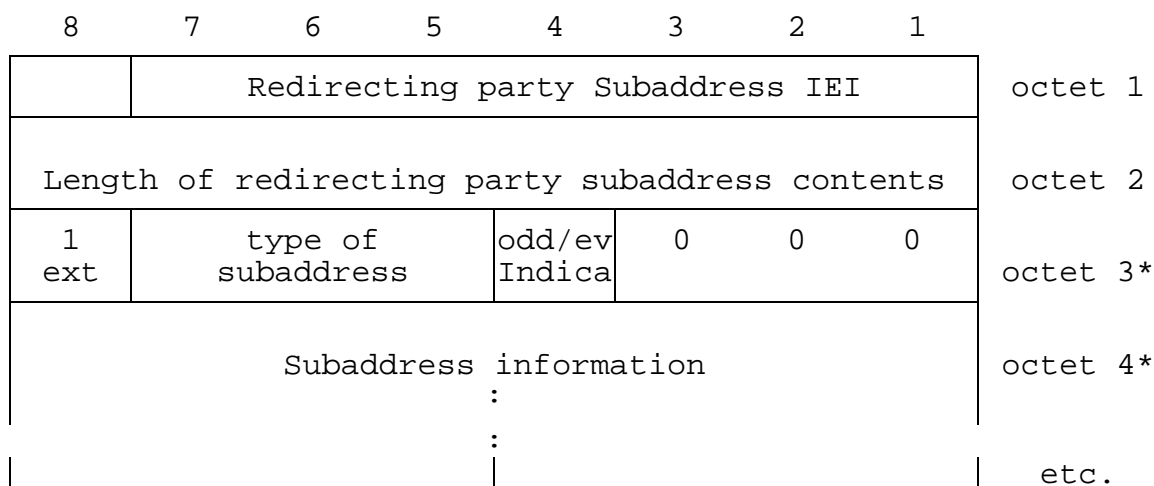 8 7 6 5 4 3 2 1
Redirecting party Subaddress IEI octet 1
Length of redirecting party subaddress contents octet 2
1 type of odd/ev 0 0 0
ext subaddress Indica octet 3*
Subaddress information octet 4*
:
:
etc.